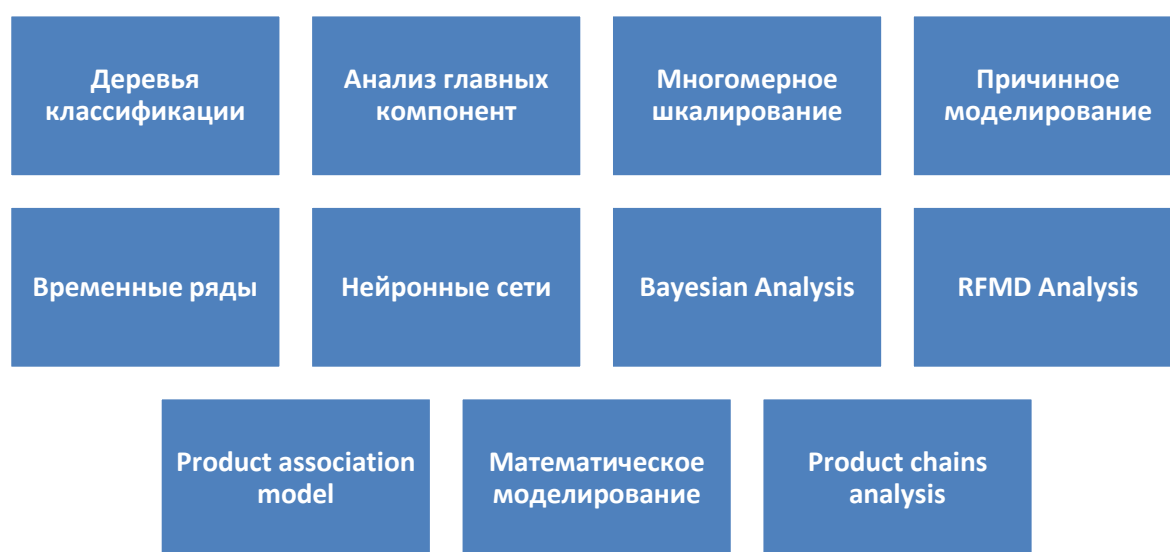 Деревья
классификации
Анализ главных
компонент
Многомерное
шкалирование
Причинное
моделирование
Временные ряды
Нейронные сети
Bayesian Analysis
RFMD Analysis
Product association
model
Математическое
моделирование
Product chains
analysis